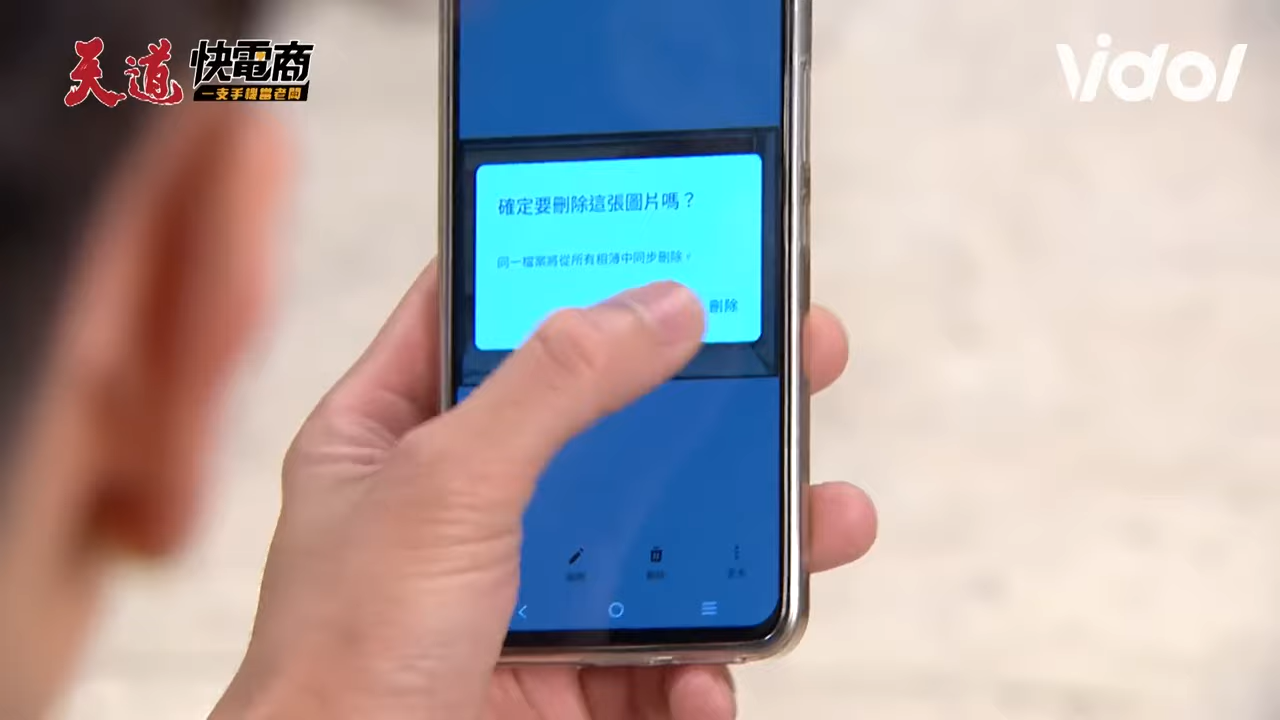 天道
快電商
一支手機當老闆
Vidol
確定要刪除這張圖片嗎？
同一檔案將從所有相簿中同步刪除。
刪除